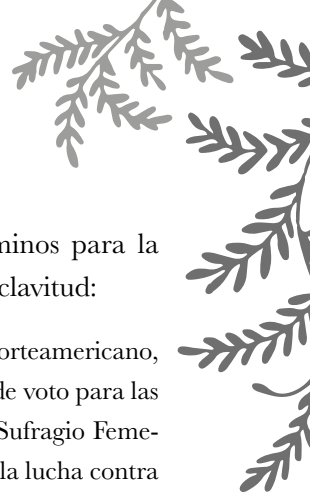 minos para la
clavitud:
orteamericano,
de voto para las
Sufragio Feme-
la lucha contra